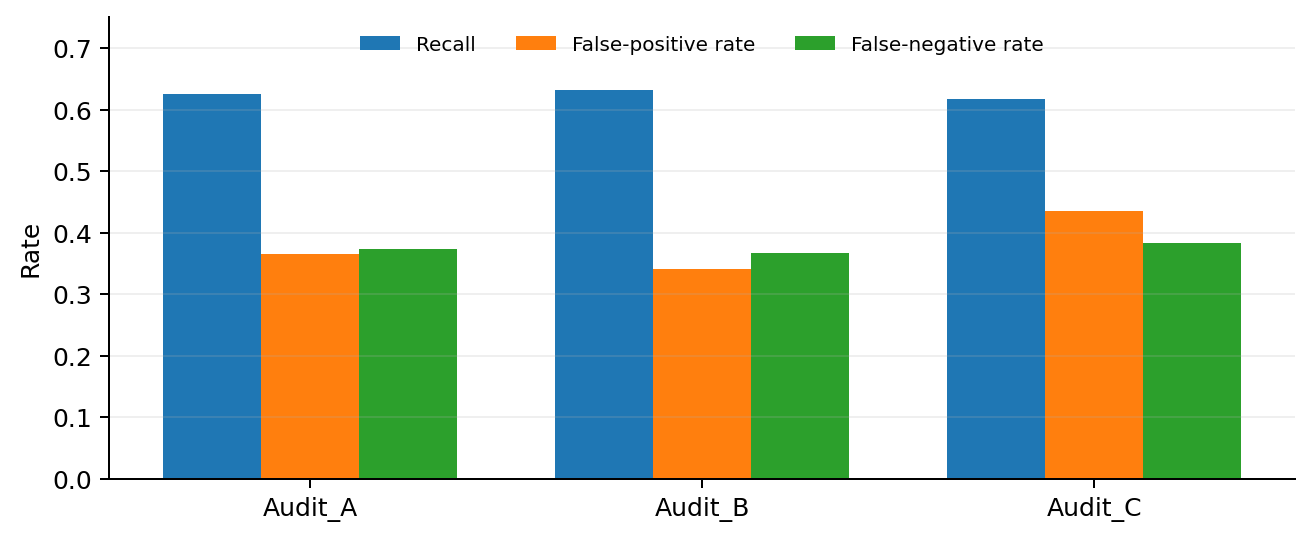 Recall False-positive rate False-negative rate
0.7
0.6
0.5
0.4
0.3
0.2
0.1
0.0
Rate
Audit_A Audit_B Audit_C